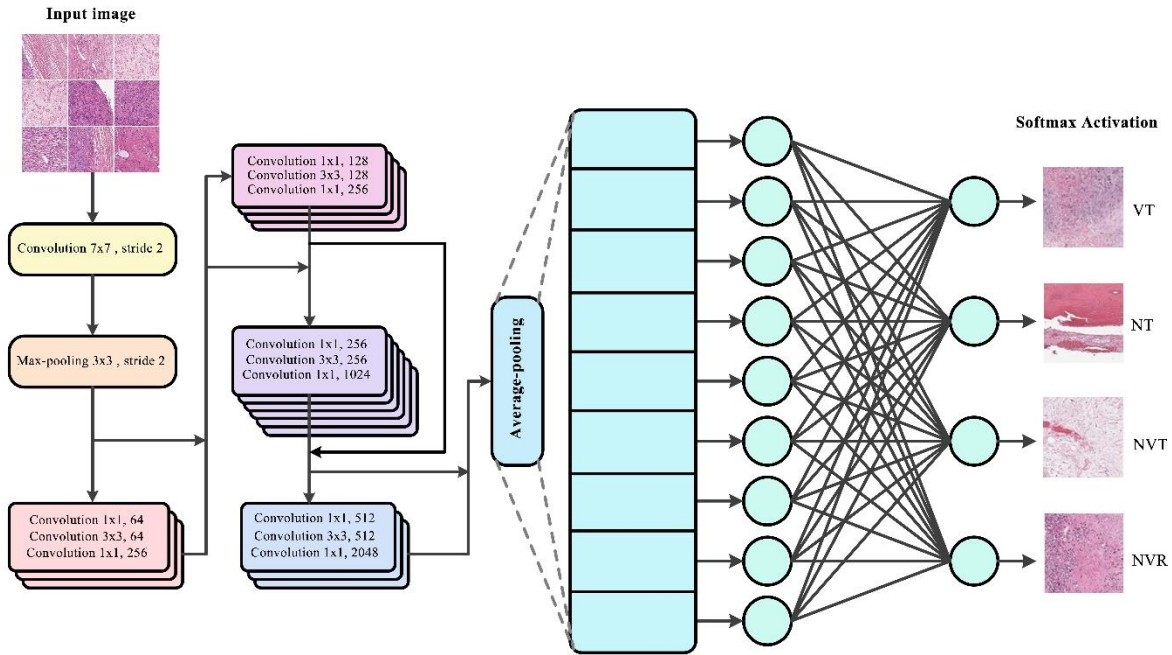 Input image
Convolution 7x7 , stride 2
Max-pooling 3x3 , stride 2
Convolution 1x1, 64
Convolution 3x3, 64
Convolution 1x1, 256
Convolution 1x1, 128
Convolution 3x3, 128
Convolution 1x1, 256
Convolution 1x1, 256
Convolution 3x3, 256
Convolution 1x1, 1024
Convolution 1x1, 512
Convolution 3x3, 512
Convolution 1x1, 2048
Average-pooling
Softmax Activation
VT
NT
NVT
NVR